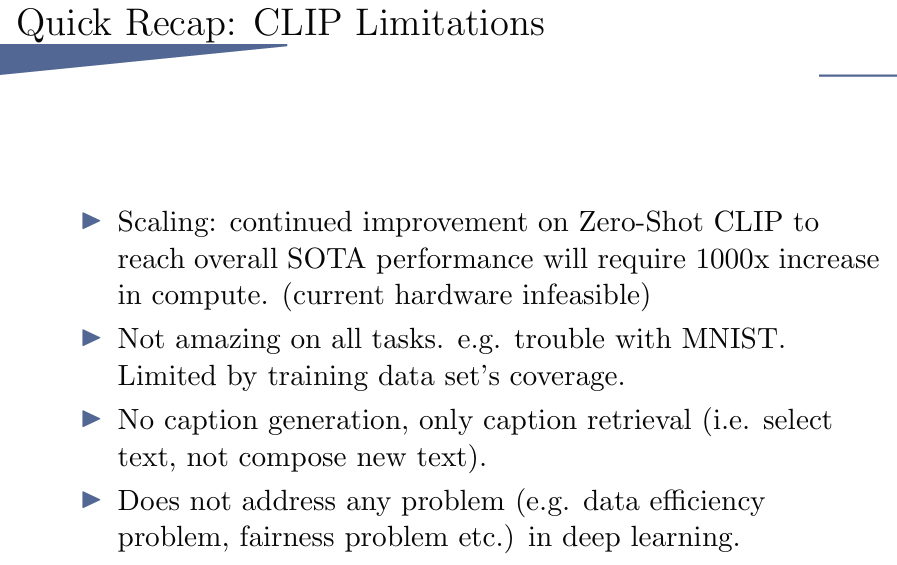 Quick Recap: CLIP Limitations
Scaling: continued improvement on Zero-Shot CLIP to
reach overall SOTA performance will require 1000x increase
in compute. (current hardware infeasible)
Not amazing on all tasks. e.g. trouble with MNIST.
Limited by training data set's coverage.
No caption generation, only caption retrieval (i.e. select
text, not compose new text).
Does not address any problem (e.g. data efficiency
problem, fairness problem etc.) in deep learning.